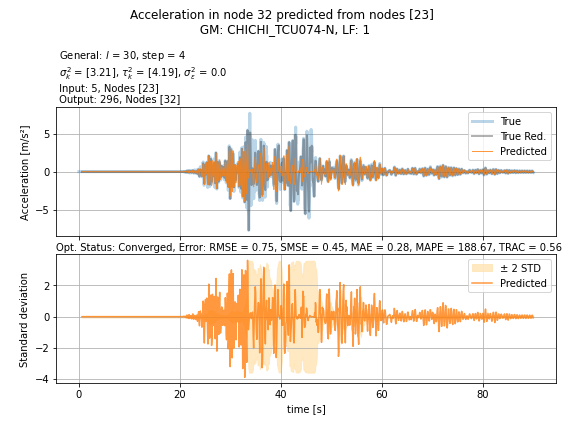 Acceleration in node 32 predicted from nodes [23]
GM: CHICHI_TCU074-N, LF: 1
General: l = 30, step = 4
σ²ₖ = [3.21], τ²ₖ = [4.19], σ²ε = 0.0
Input: 5, Nodes [23]
Output: 296, Nodes [32]
Acceleration [m/s²]
5
0
−5
True
True Red.
Predicted
Opt. Status: Converged, Error: RMSE = 0.75, SMSE = 0.45, MAE = 0.28, MAPE = 188.67, TRAC = 0.56
Standard deviation
2
0
−2
−4
± 2 STD
Predicted
0 20 40 60 80
time [s]